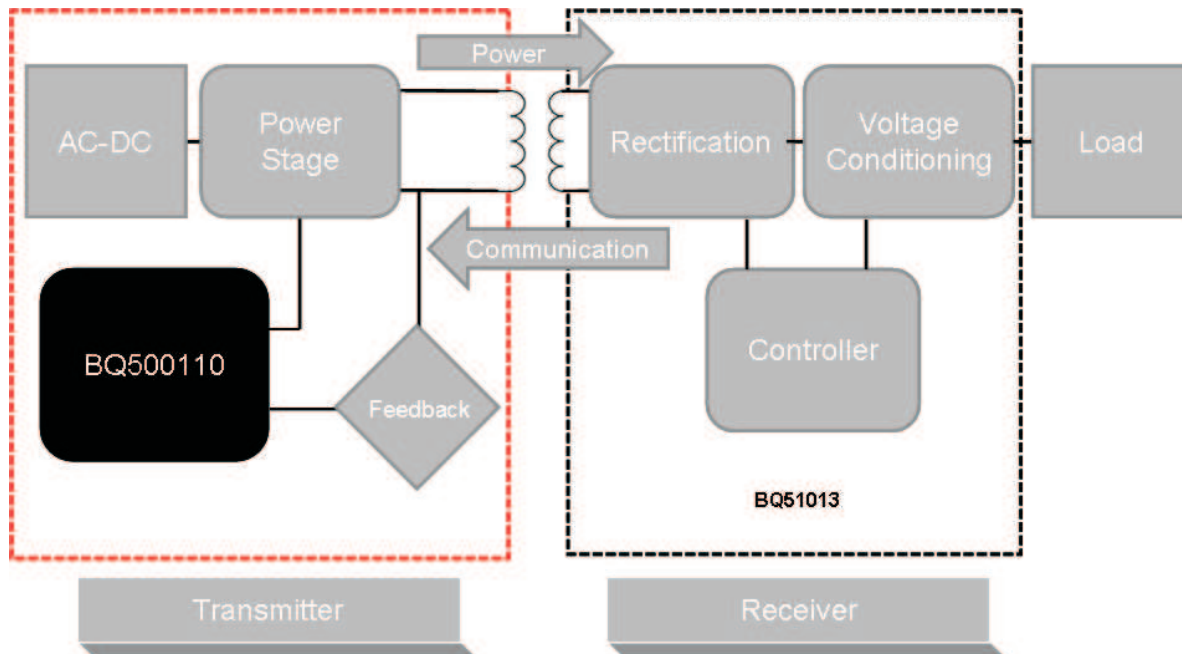 Power
AC-DC
Power
Stage
Rectification
Voltage
Conditioning
Load
Communication
BQ500110
Feedback
Controller
BQ51013
Transmitter
Receiver